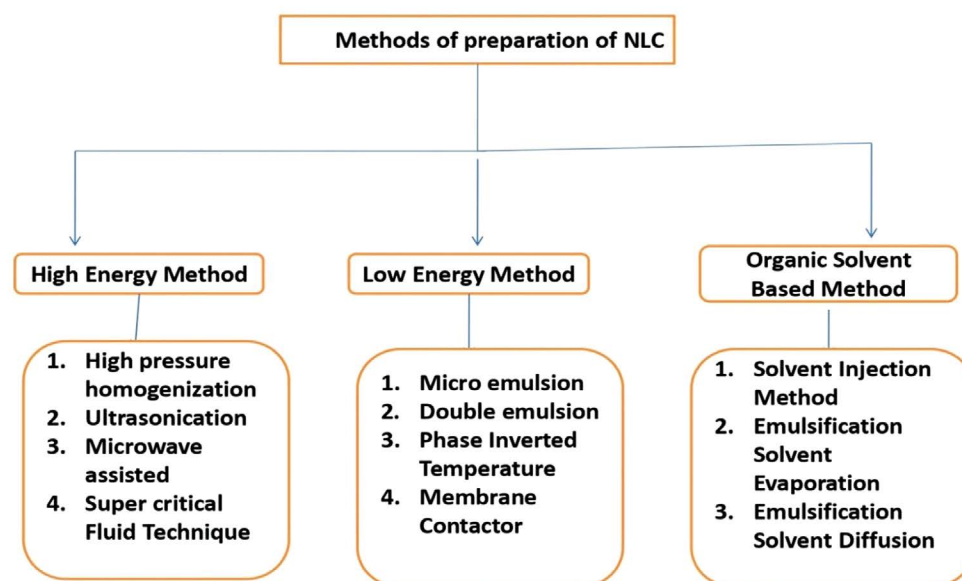 Methods of preparation of NLC
High Energy Method
1. High pressure
homogenization
2. Ultrasonication
3. Microwave
assisted
4. Super critical
Fluid Technique
Low Energy Method
1. Micro emulsion
2. Double emulsion
3. Phase Inverted
Temperature
4. Membrane
Contactor
Organic Solvent
Based Method
1. Solvent Injection
Method
2. Emulsification
Solvent
Evaporation
3. Emulsification
Solvent Diffusion